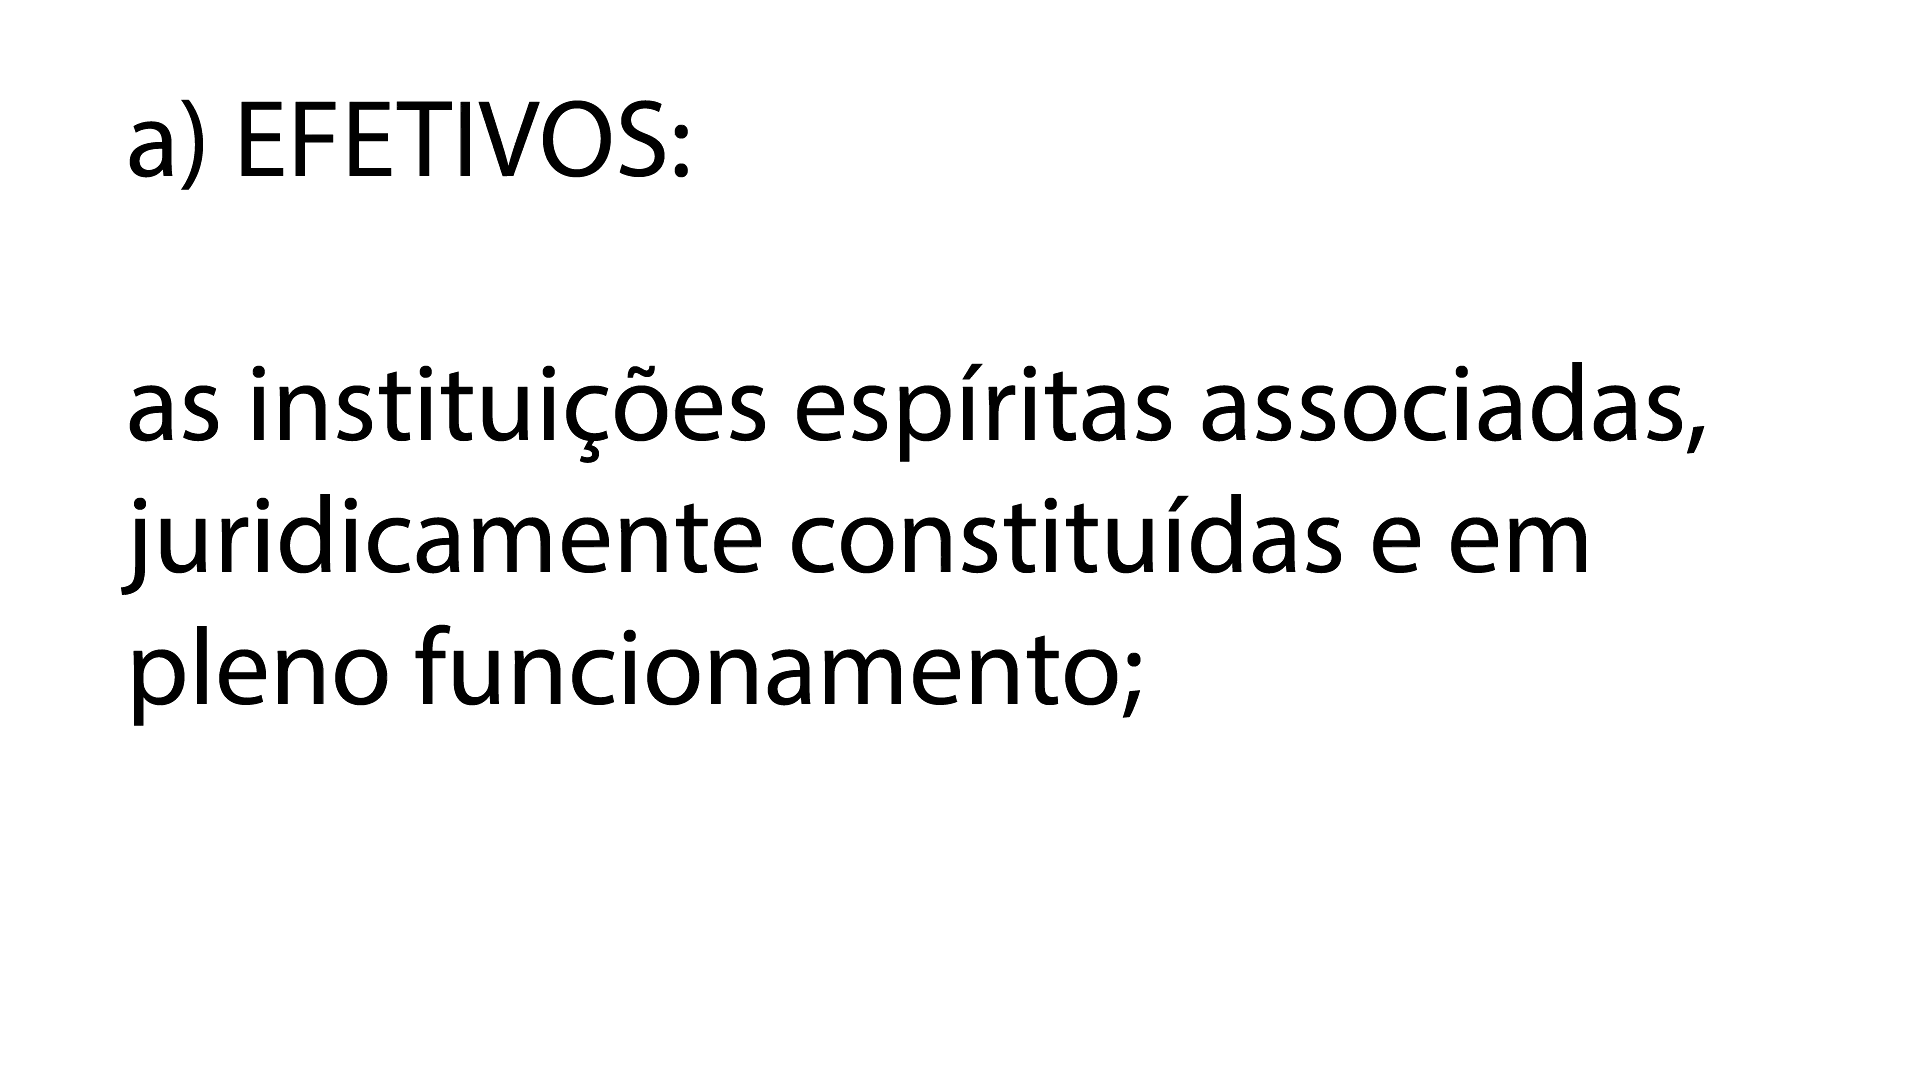 a) EFETIVOS:
as instituições espíritas associadas,
juridicamente constituídas e em
pleno funcionamento;